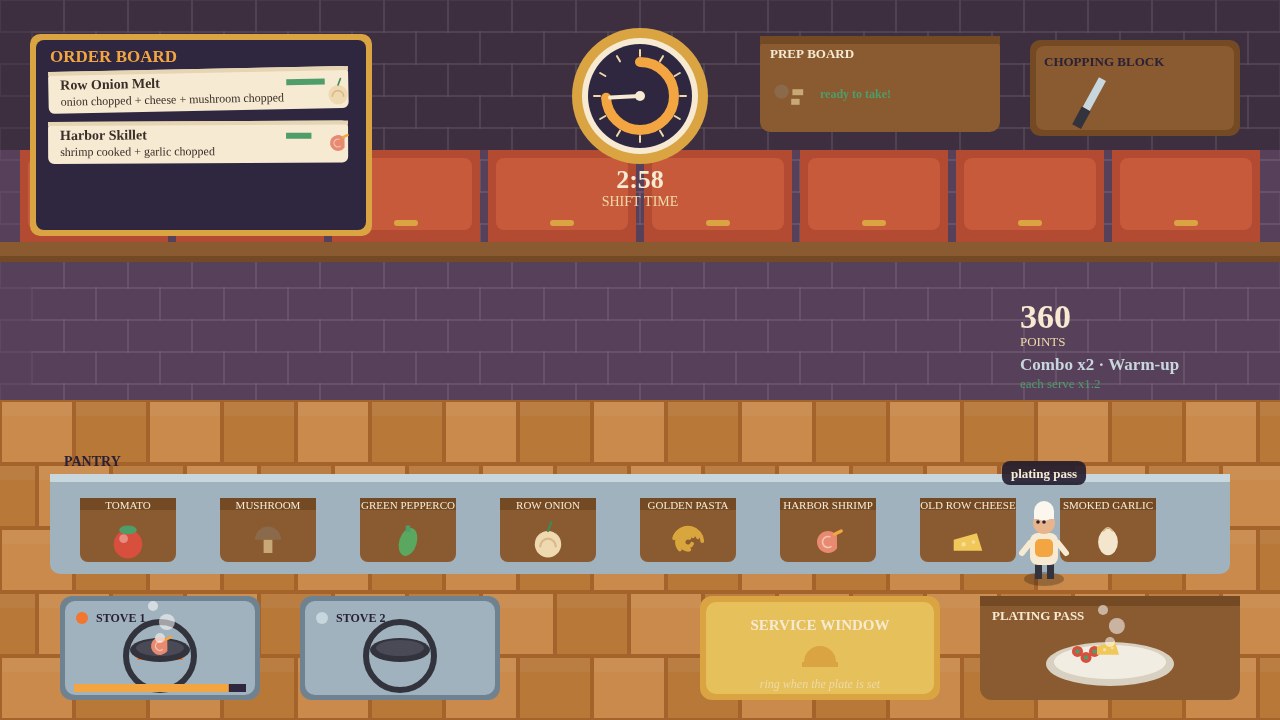 ORDER BOARD
Row Onion Melt
onion chopped + cheese + mushroom chopped
Harbor Skillet
shrimp cooked + garlic chopped
2:58
SHIFT TIME
PREP BOARD
ready to take!
CHOPPING BLOCK
360
POINTS
Combo x2 · Warm-up
each serve x1.2
PANTRY
plating pass
TOMATO
MUSHROOM
GREEN PEPPERCO
ROW ONION
GOLDEN PASTA
HARBOR SHRIMP
OLD ROW CHEESE
SMOKED GARLIC
STOVE 1
STOVE 2
SERVICE WINDOW
ring when the plate is set
PLATING PASS